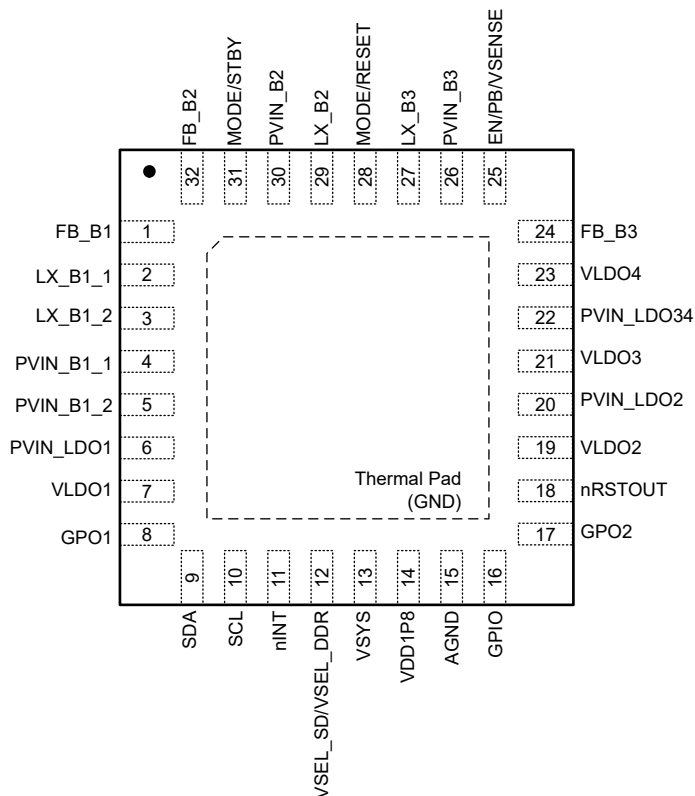 FB_B2
MODE/STBY
PVIN_B2
LX_B2
MODE/RESET
LX_B3
PVIN_B3
EN/PB/VSENSE
32
31
30
29
28
27
26
25
FB_B1 1
LX_B1_1 2
LX_B1_2 3
PVIN_B1_1 4
PVIN_B1_2 5
PVIN_LDO1 6
VLDO1 7
GPO1 8
24 FB_B3
23 VLDO4
22 PVIN_LDO34
21 VLDO3
20 PVIN_LDO2
19 VLDO2
18 nRSTOUT
17 GPO2
Thermal Pad
(GND)
9
10
11
12
13
14
15
16
SDA
SCL
nINT
VSEL_SD/VSEL_DDR
VSYS
VDD1P8
AGND
GPIO